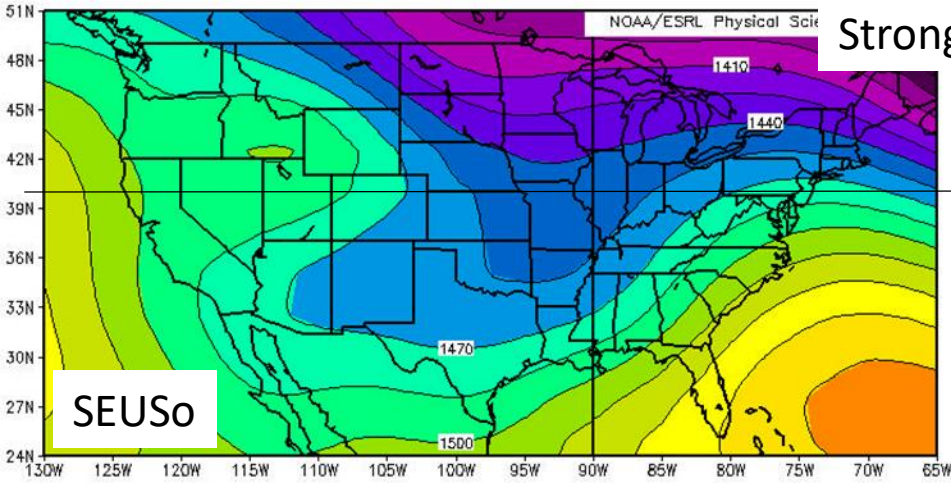 51N
NOAA/ESRL Physical Scie
Strong
48N
1410
45N
1440
42N
39N
36N
33N
30N
1470
27N
SEUSo
24N
1500
130W 125W 120W 115W 110W 105W 100W 95W 90W 85W 80W 75W 70W 65W